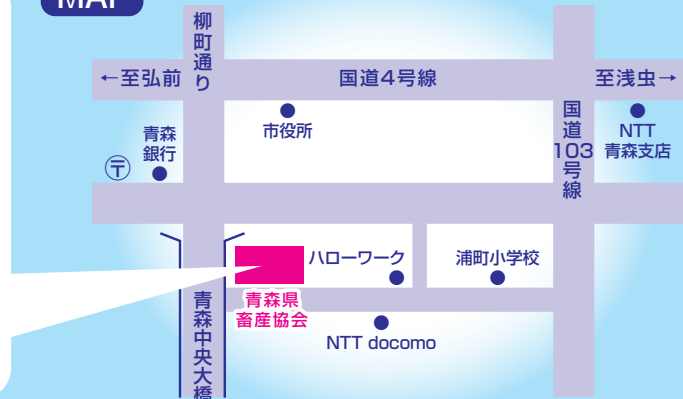 MAP
柳町通り
←至弘前
国道4号線
至浅虫→
市役所
国道103号線
NTT
青森支店
青森
銀行
〒
ハローワーク
浦町小学校
青森県
畜産協会
NTT docomo
青森中央大橋